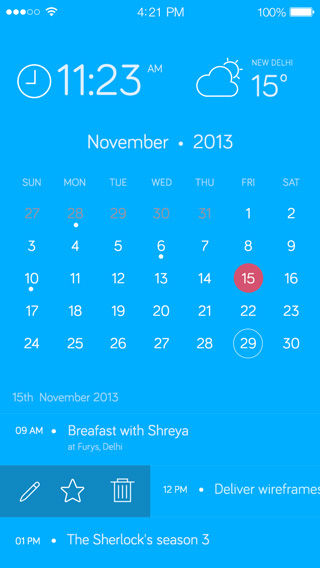 4:21 PM 100%
11:23 AM
NEW DELHI
15°
November • 2013
SUN MON TUE WED THU FRI SAT
27 28 29 30 31 1 2
3 4 5 6 7 8 9
10 11 12 13 14 15 16
17 18 19 20 21 22 23
24 25 26 27 28 29 30
15th November 2013
09 AM • Breafast with Shreya
at Furys, Delhi
12 PM • Deliver wireframes
01 PM • The Sherlock's season 3